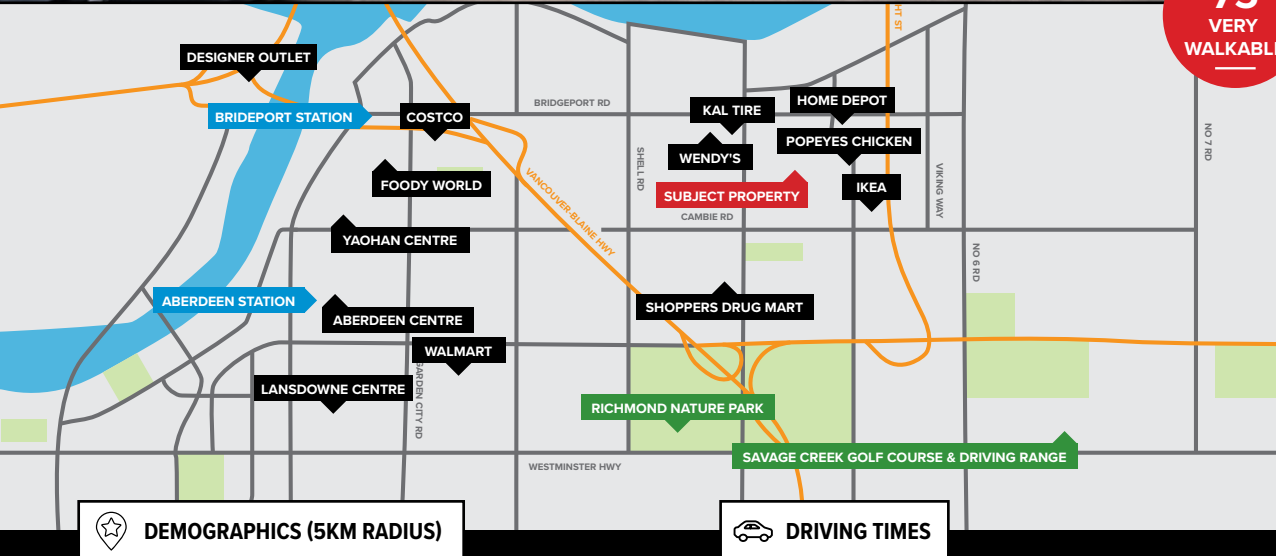 VERY
WALKABLE
DESIGNER OUTLET
BRIDEPORT STATION
COSTCO
BRIDGEPORT RD
KAL TIRE
HOME DEPOT
POPEYES CHICKEN
WENDY'S
SHELL RD
FOODY WORLD
SUBJECT PROPERTY
IKEA
VIKING WAY
NO 7 RD
VANCOUVER-BLAINE HWY
CAMBIE RD
YAOHAN CENTRE
NO 6 RD
ABERDEEN STATION
ABERDEEN CENTRE
SHOPPERS DRUG MART
WALMART
LANSDOWNE CENTRE
GARDEN CITY RD
RICHMOND NATURE PARK
SAVAGE CREEK GOLF COURSE & DRIVING RANGE
WESTMINSTER HWY
DEMOGRAPHICS (5KM RADIUS)
DRIVING TIMES